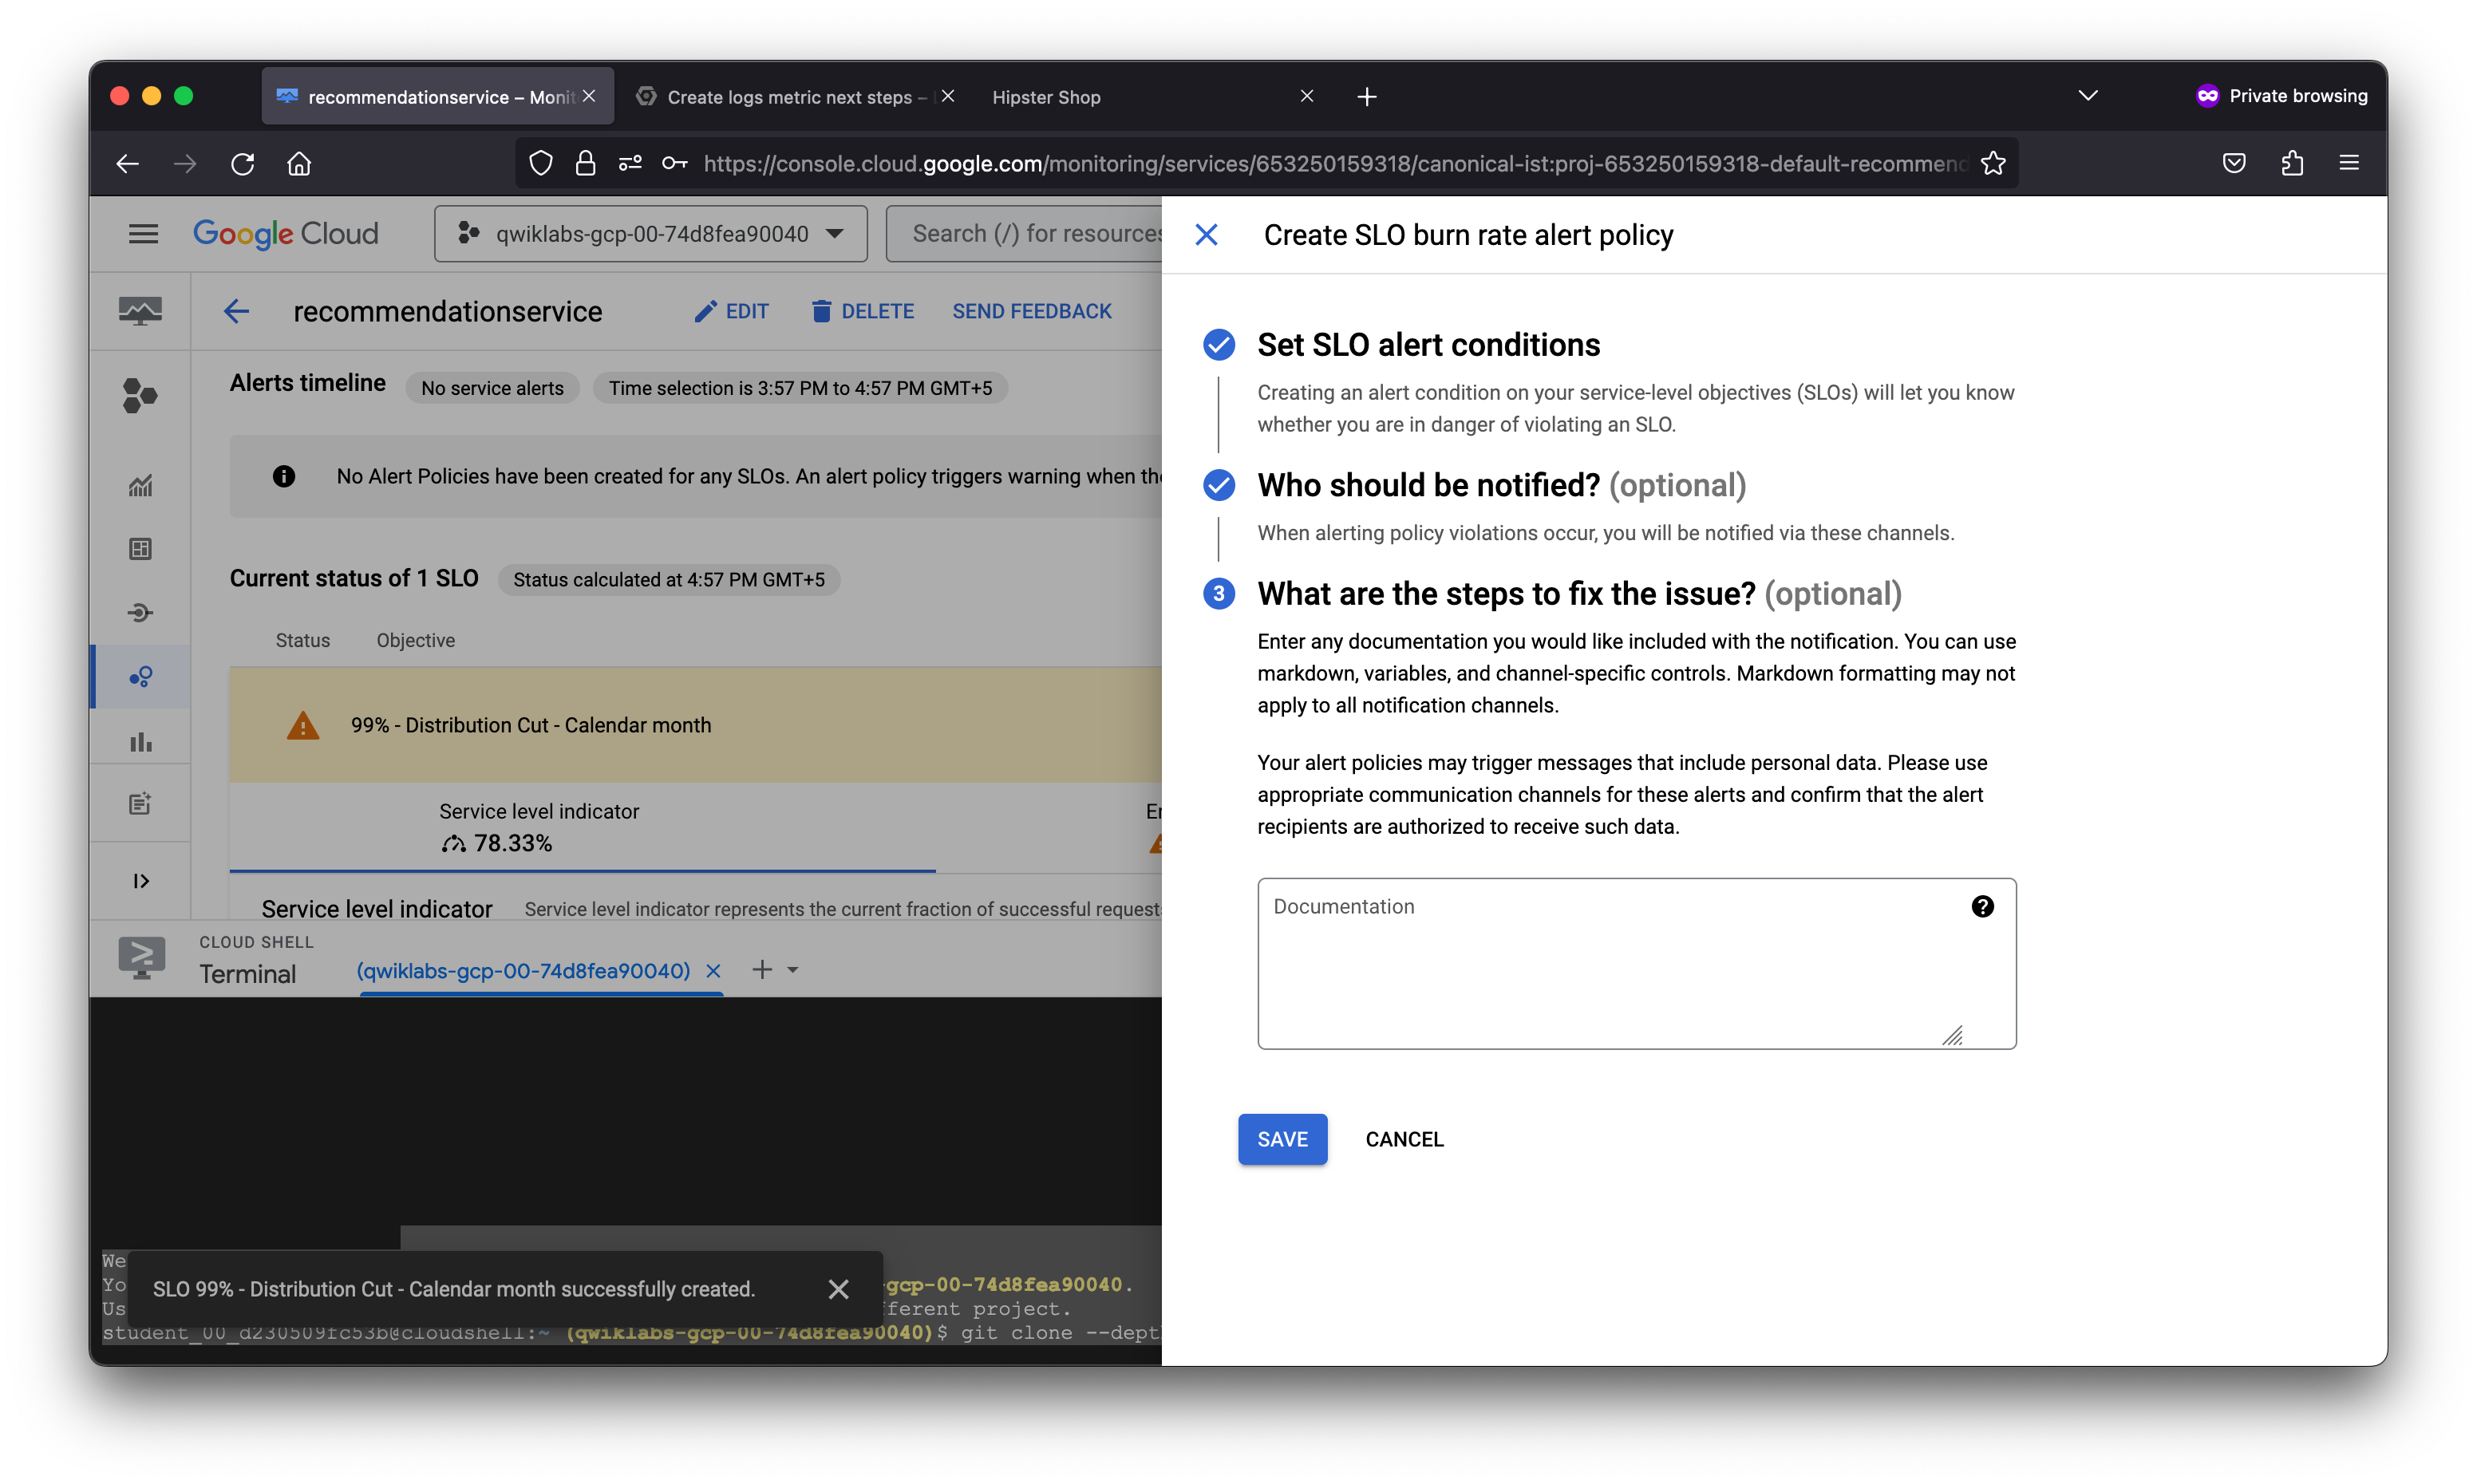 recommendationservice – Monit
Create logs metric next steps –
Hipster Shop
Private browsing
https://console.cloud.google.com/monitoring/services/653250159318/canonical-ist:proj-653250159318-default-recommend
Google Cloud
qwiklabs-gcp-00-74d8fea90040
Search (/) for resources
Create SLO burn rate alert policy
recommendationservice
EDIT
DELETE
SEND FEEDBACK
Alerts timeline
No service alerts
Time selection is 3:57 PM to 4:57 PM GMT+5
No Alert Policies have been created for any SLOs. An alert policy triggers warning when the
Current status of 1 SLO
Status calculated at 4:57 PM GMT+5
Status Objective
99% - Distribution Cut - Calendar month
Service level indicator
78.33%
Er
Service level indicator
Service level indicator represents the current fraction of successful request
CLOUD SHELL
Terminal
(qwiklabs-gcp-00-74d8fea90040)
We
Yo
-gcp-00-74d8fea90040.
Us
fferent project.
student_00_d230509fc53b@cloudshell:~ (qwiklabs-gcp-00-74d8fea90040)$ git clone --dept
SLO 99% - Distribution Cut - Calendar month successfully created.
Set SLO alert conditions
Creating an alert condition on your service-level objectives (SLOs) will let you know
whether you are in danger of violating an SLO.
Who should be notified? (optional)
When alerting policy violations occur, you will be notified via these channels.
3
What are the steps to fix the issue? (optional)
Enter any documentation you would like included with the notification. You can use
markdown, variables, and channel-specific controls. Markdown formatting may not
apply to all notification channels.
Your alert policies may trigger messages that include personal data. Please use
appropriate communication channels for these alerts and confirm that the alert
recipients are authorized to receive such data.
Documentation
SAVE
CANCEL